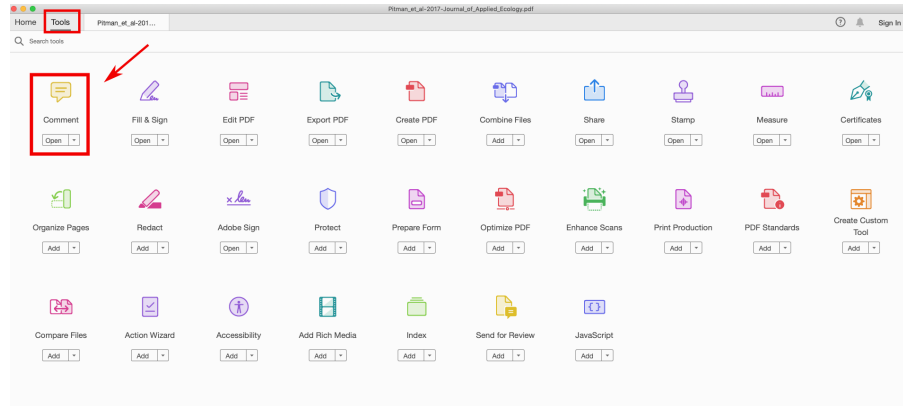 Pitman_et_al-2017-Journal_of_Applied_Ecology.pdf
Home Tools Pitman_et_al-201... Sign In
Search tools
Comment Fill & Sign Edit PDF Export PDF Create PDF Combine Files Share Stamp Measure Certificates
Open Open Open Open Open Add Open Open Open Open
Organize Pages Redact Adobe Sign Protect Prepare Form Optimize PDF Enhance Scans Print Production PDF Standards Create Custom
Tool
Add Add Open Add Add Add Add Add Add Add
Compare Files Action Wizard Accessibility Add Rich Media Index Send for Review JavaScript
Add Add Add Add Add Add Add